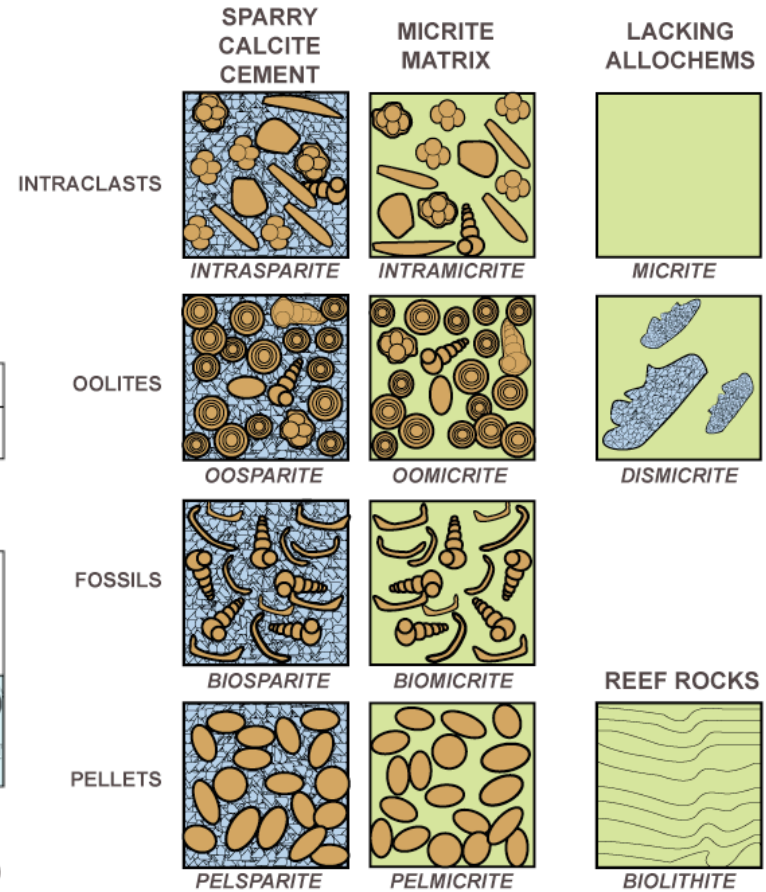 SPARRY
CALCITE
CEMENT
MICRITE
MATRIX
LACKING
ALLOCHEMS
INTRACLASTS
INTRASPARITE
INTRAMICRITE
MICRITE
OOLITES
OOSPARITE
OOMICRITE
DISMICRITE
FOSSILS
BIOSPARITE
BIOMICRITE
REEF ROCKS
PELLETS
PELSPARITE
PELMICRITE
BIOLITHITE